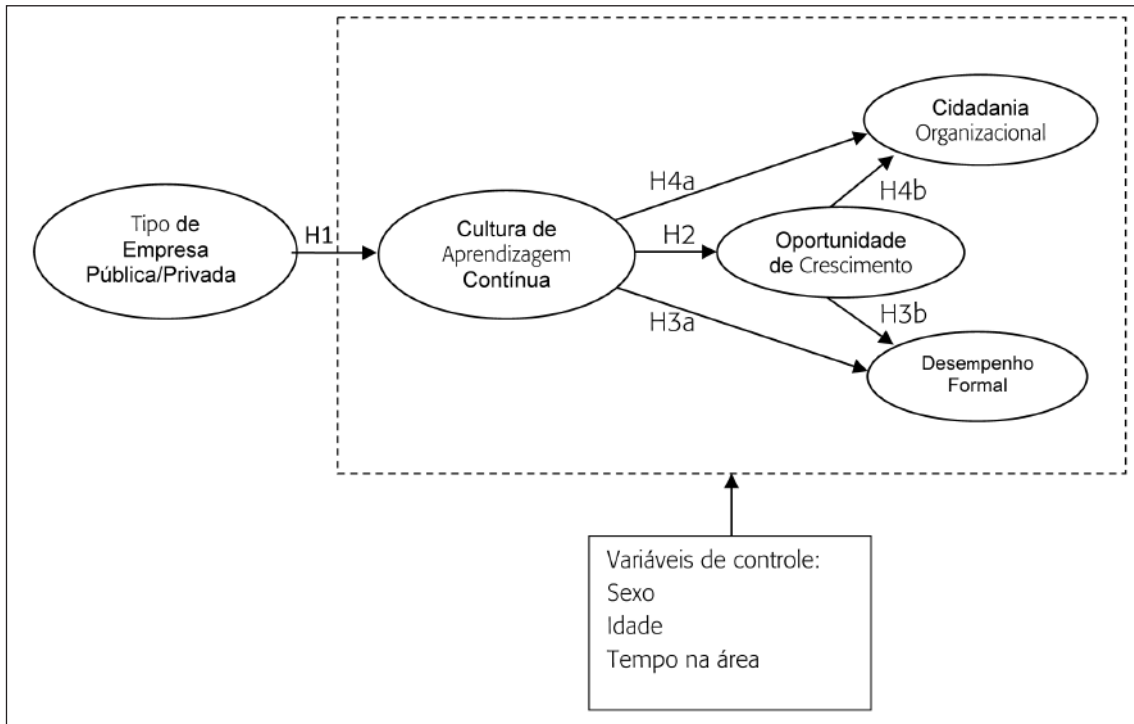 Tipo de
Empresa
Pública/Privada
H1
Cultura de
Aprendizagem
Contínua
H4a
H2
H3a
Cidadania
Organizacional
H4b
Oportunidade
de Crescimento
H3b
Desempenho
Formal
Variáveis de controle:
Sexo
Idade
Tempo na área